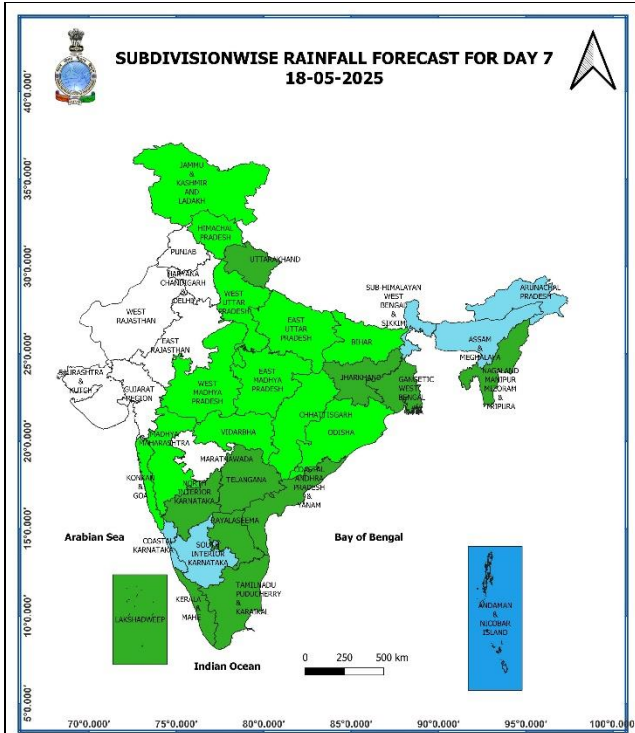 SUBDIVISIONWISE RAINFALL FORECAST FOR DAY 7
18-05-2025
40°0.000'
35°0.000'
30°0.000'
25°0.000'
20°0.000'
15°0.000'
10°0.000'
5°0.000'
JAMMU
&
KASHMIR
AND
LADAKH
HIMACHAL
PRADESH
PUNJAB
UTTARAKHAND
HARYANA
CHANDIGARH
&
DELHI
WEST
UTTAR
PRADESH
WEST
RAJASTHAN
EAST
RAJASTHAN
EAST
UTTAR
PRADESH
BIHAR
SUB-HIMALAYAN
WEST
BENGAL
&
SIKKIM
ARUNACHAL
PRADESH
ASSAM
&
MEGHALAYA
NAGALAND
MANIPUR
MIZORAM
&
TRIPURA
SAURASHTRA
&
KUTCH
GUJARAT
REGION
WEST
MADHYA
PRADESH
EAST
MADHYA
PRADESH
JHARKHAND
GANGETIC
WEST
BENGAL
CHHATTISGARH
ODISHA
VIDARBHA
MADHYA
MAHARASHTRA
MARATHAWADA
KONKAN
&
GOA
NORTH
INTERIOR
KARNATAKA
TELANGANA
COASTAL
ANDHRA
PRADESH
&
YANAM
RAYALASEEMA
COASTAL
KARNATAKA
SOUTH
INTERIOR
KARNATAKA
TAMILNADU
PUDUCHERRY
&
KARAIKAL
KERALA
&
MAHE
LAKSHADWEEP
ANDAMAN
&
NICOBAR
ISLAND
Arabian Sea
Bay of Bengal
Indian Ocean
0 250 500 km
70°0.000' 75°0.000' 80°0.000' 85°0.000' 90°0.000' 95°0.000' 100°0.000'